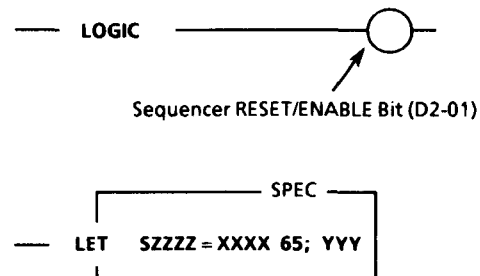 LOGIC
Sequencer RESET/ENABLE Bit (D2-01)
SPEC
LET SZZZZ = XXXX 65; YYY